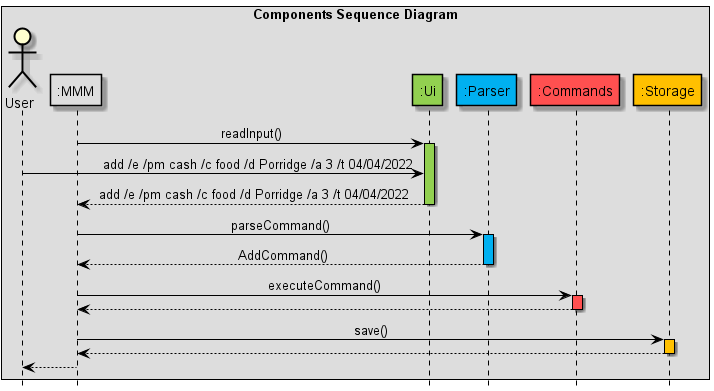 Components Sequence Diagram
User
:MMM
:Ui
:Parser
:Commands
:Storage
readInput()
add /e /pm cash /c food /d Porridge /a 3 /t 04/04/2022
add /e /pm cash /c food /d Porridge /a 3 /t 04/04/2022
parseCommand()
AddCommand()
executeCommand()
save()